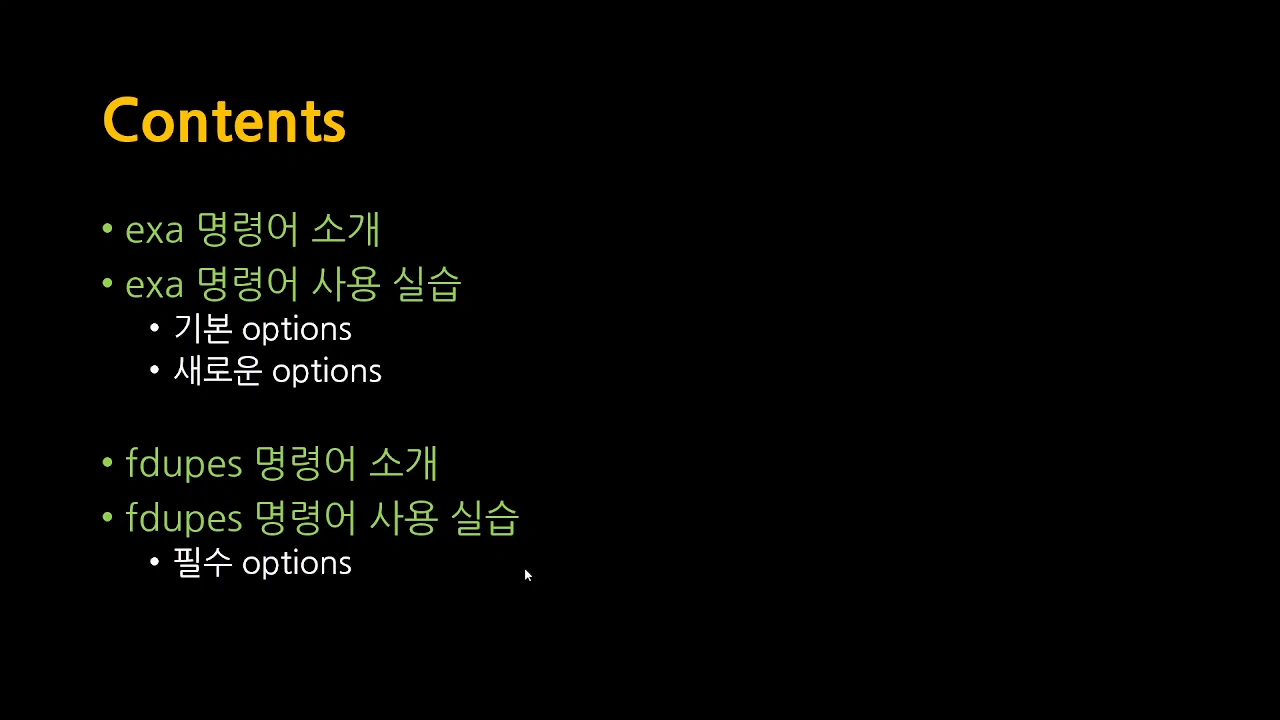 Contents
• exa 명령어 소개
• exa 명령어 사용 실습
• 기본 options
• 새로운 options
• fdupes 명령어 소개
• fdupes 명령어 사용 실습
• 필수 options